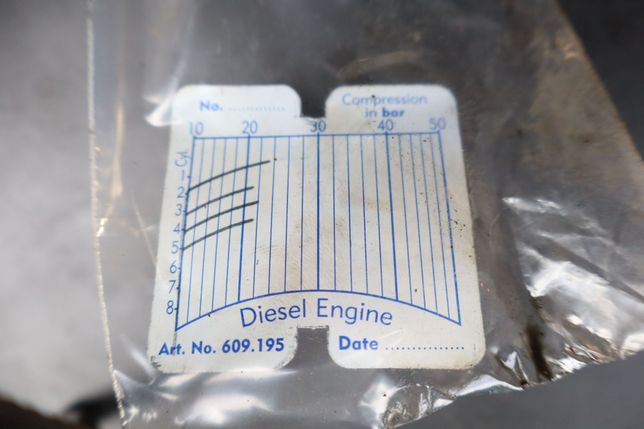 No. ..............
Compression
in bar
10 20 30 40 50
Cyl.
1
2
3
4
5
6
7
8
Diesel Engine
Art. No. 609.195
Date .................